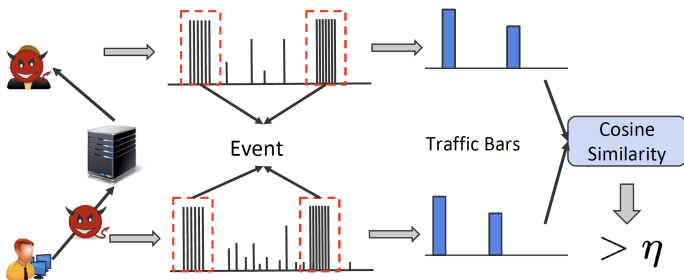 Event
Traffic Bars
Cosine
Similarity
> η